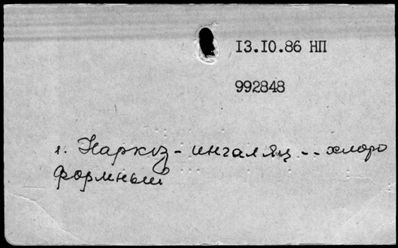 13.10.86 НП
992848
1. Наркоз - ингаляц -- хлоро
формный